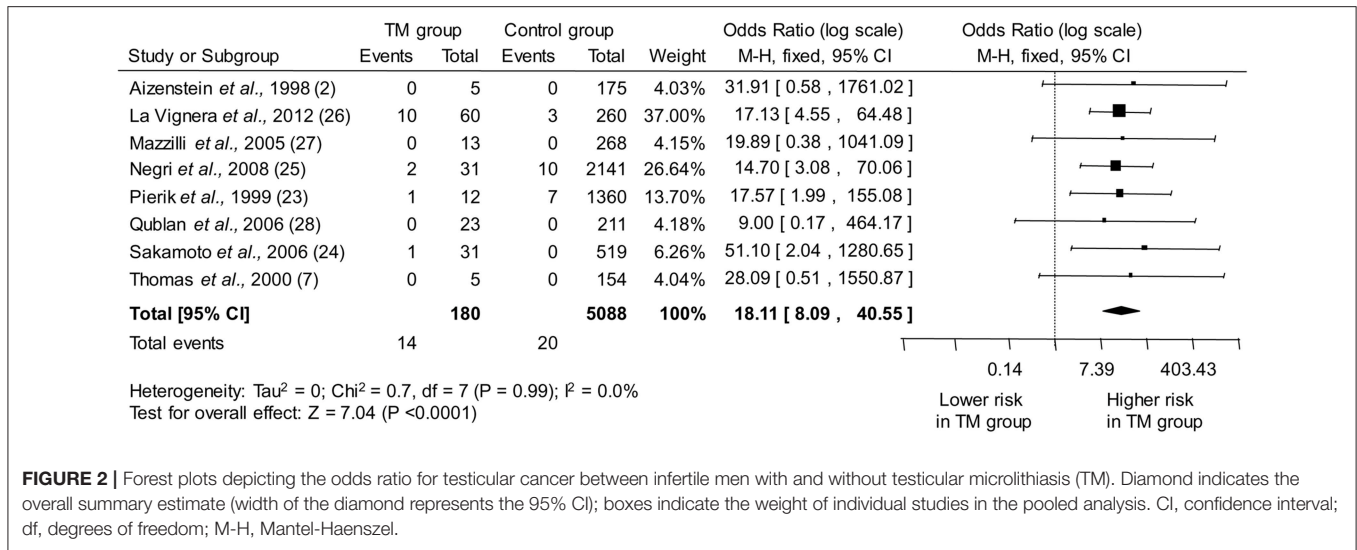 TM group Control group Odds Ratio (log scale) Odds Ratio (log scale)
Study or Subgroup Events Total Events Total Weight M-H, fixed, 95% CI M-H, fixed, 95% CI
Aizenstein et al., 1998 (2) 0 5 0 175 4.03% 31.91 [ 0.58 , 1761.02 ]
La Vignera et al., 2012 (26) 10 60 3 260 37.00% 17.13 [ 4.55 , 64.48 ]
Mazzilli et al., 2005 (27) 0 13 0 268 4.15% 19.89 [ 0.38 , 1041.09 ]
Negri et al., 2008 (25) 2 31 10 2141 26.64% 14.70 [ 3.08 , 70.06 ]
Pierik et al., 1999 (23) 1 12 7 1360 13.70% 17.57 [ 1.99 , 155.08 ]
Qublan et al., 2006 (28) 0 23 0 211 4.18% 9.00 [ 0.17 , 464.17 ]
Sakamoto et al., 2006 (24) 1 31 0 519 6.26% 51.10 [ 2.04 , 1280.65 ]
Thomas et al., 2000 (7) 0 5 0 154 4.04% 28.09 [ 0.51 , 1550.87 ]
Total [95% CI] 180 5088 100% 18.11 [ 8.09 , 40.55 ]
Total events 14 20
0.14 7.39 403.43
Heterogeneity: Tau² = 0; Chi² = 0.7, df = 7 (P = 0.99); I² = 0.0%
Test for overall effect: Z = 7.04 (P <0.0001)
Lower risk Higher risk
in TM group in TM group
FIGURE 2 | Forest plots depicting the odds ratio for testicular cancer between infertile men with and without testicular microlithiasis (TM). Diamond indicates the
overall summary estimate (width of the diamond represents the 95% CI); boxes indicate the weight of individual studies in the pooled analysis. CI, confidence interval;
df, degrees of freedom; M-H, Mantel-Haenszel.